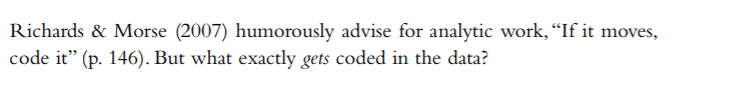 Richards & Morse (2007) humorously advise for analytic work, “If it moves,
code it” (p. 146). But what exactly gets coded in the data?